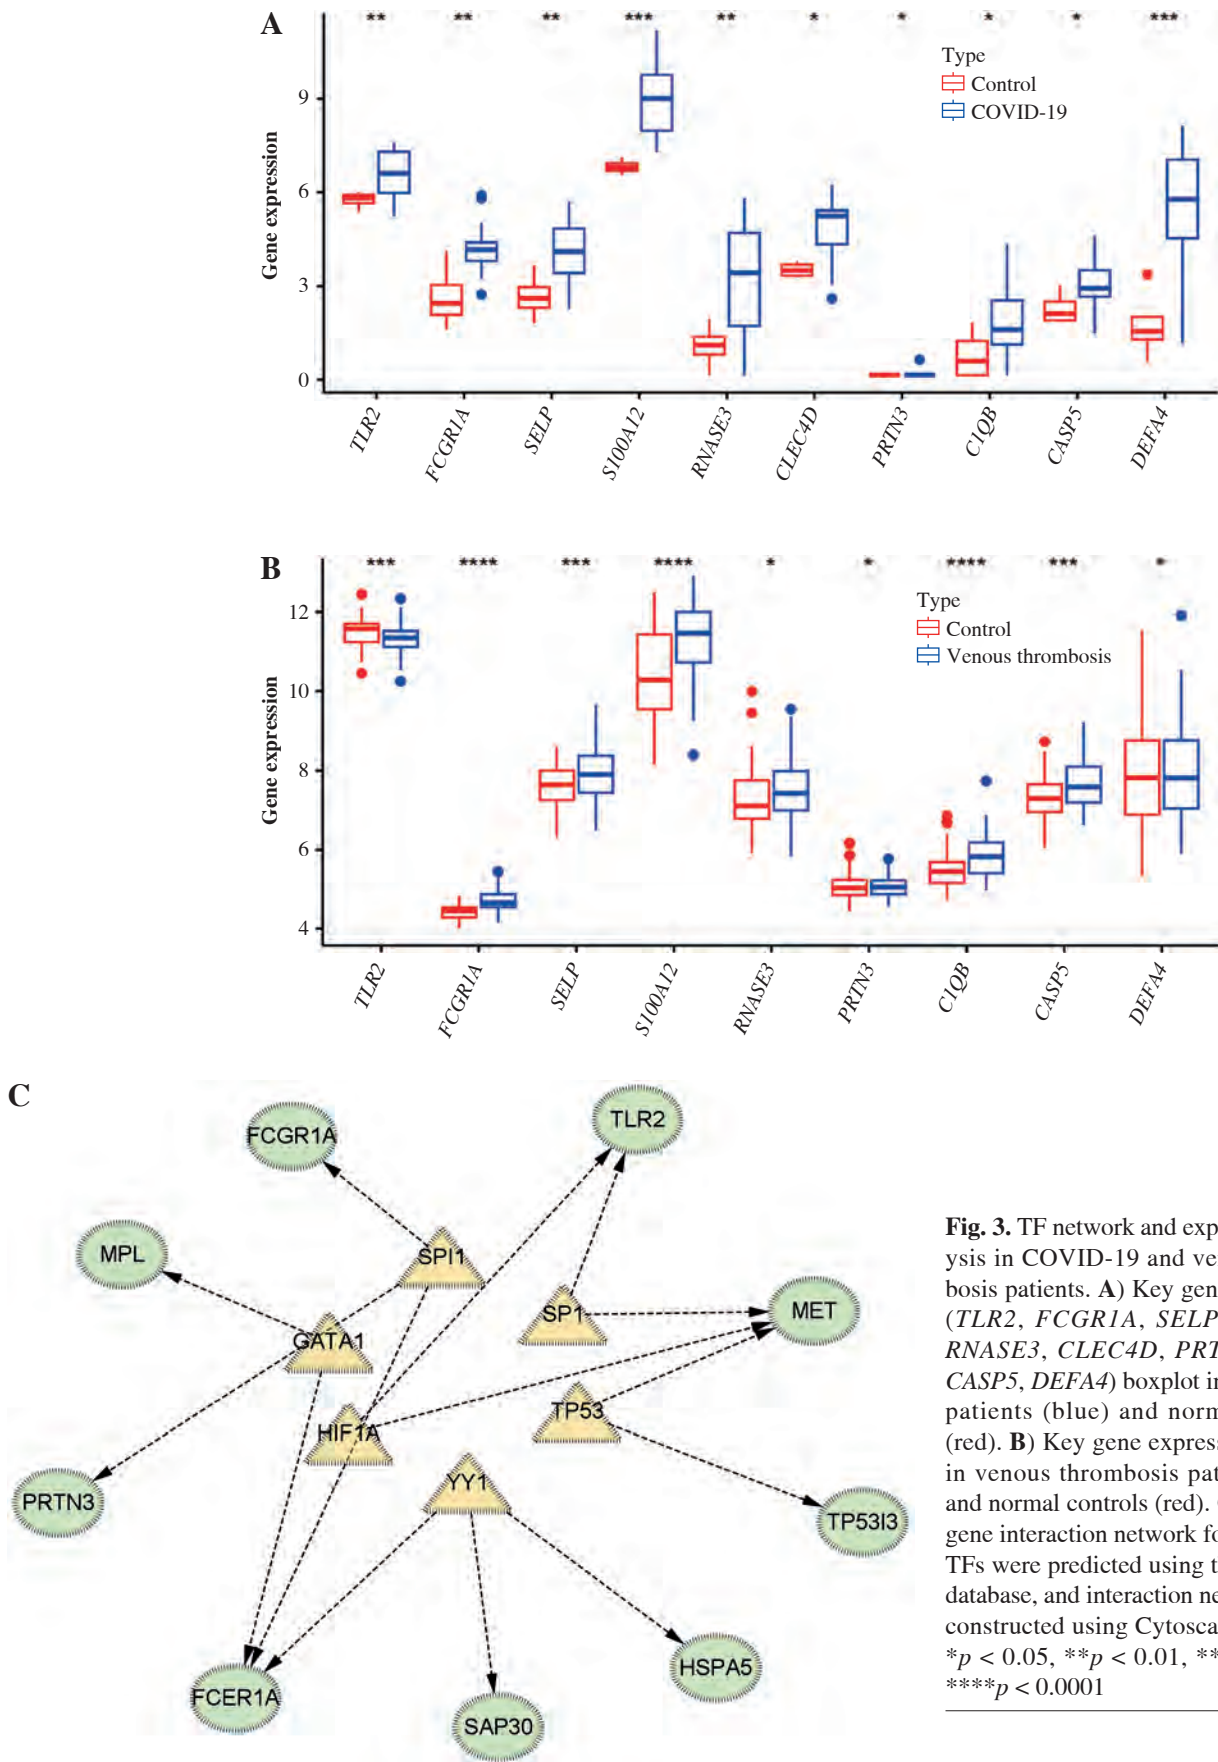 A
** ** ** *** ** * * * * ***
Type
Control
COVID-19
Gene expression
9
6
3
0
TLR2 FCGR1A SELP S100A12 RNASE3 CLEC4D PRTN3 C1QB CASP5 DEFA4
B
*** **** *** **** * * **** *** *
Type
Control
Venous thrombosis
Gene expression
12
10
8
6
4
TLR2 FCGR1A SELP S100A12 RNASE3 PRTN3 C1QB CASP5 DEFA4
C
FCGR1A
TLR2
MPL
SPI1
SP1
MET
GATA1
HIF1A
TP53
YY1
PRTN3
TP53I3
FCER1A
SAP30
HSPA5
Fig. 3. TF network and exp
ysis in COVID-19 and ve
bosis patients. A) Key gen
(TLR2, FCGR1A, SELP
RNASE3, CLEC4D, PRT
CASP5, DEFA4) boxplot in
patients (blue) and norm
(red). B) Key gene express
in venous thrombosis pat
and normal controls (red).
gene interaction network fo
TFs were predicted using t
database, and interaction ne
constructed using Cytosca
*p < 0.05, **p < 0.01, **
****p < 0.0001